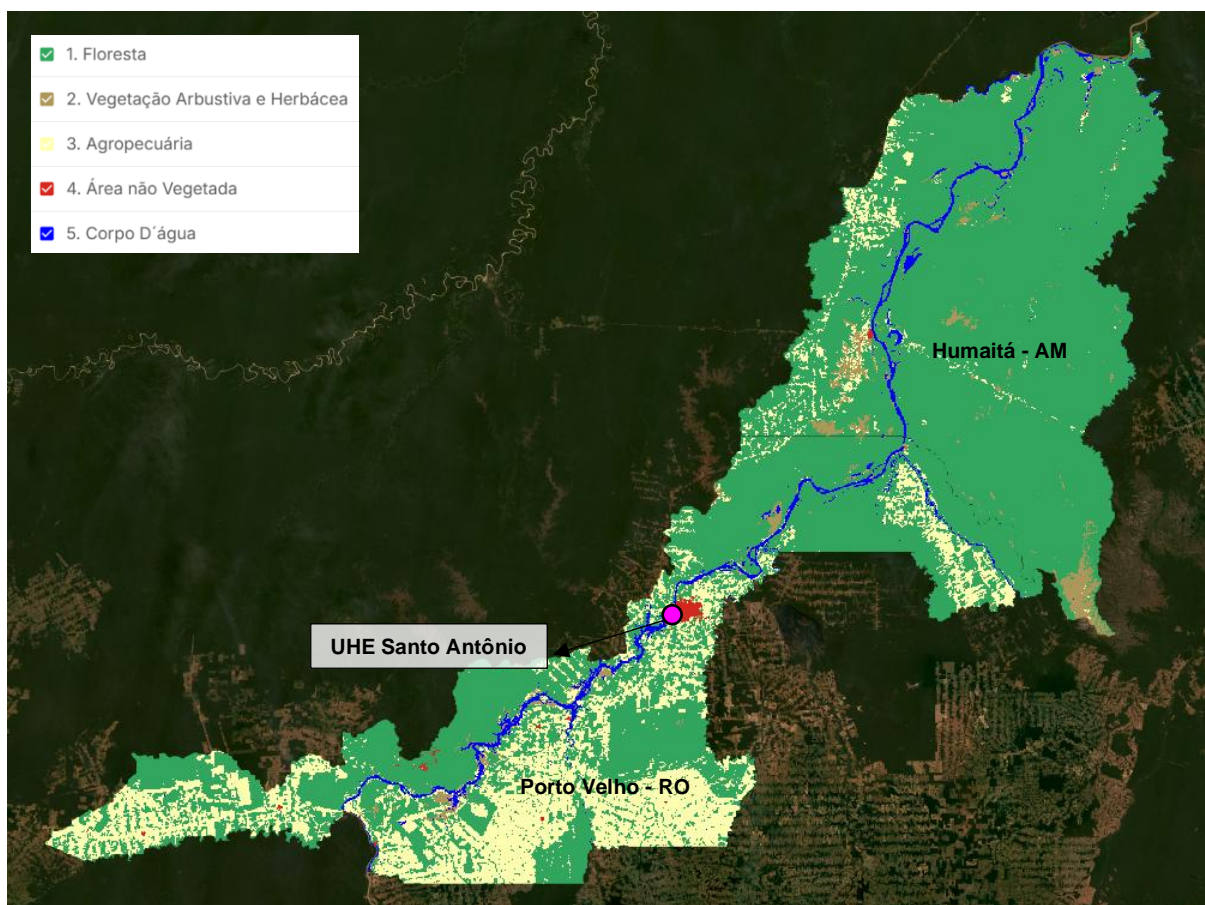 1. Floresta
2. Vegetação Arbustiva e Herbácea
3. Agropecuária
4. Área não Vegetada
5. Corpo D´água
Humaitá - AM
UHE Santo Antônio
Porto Velho - RO